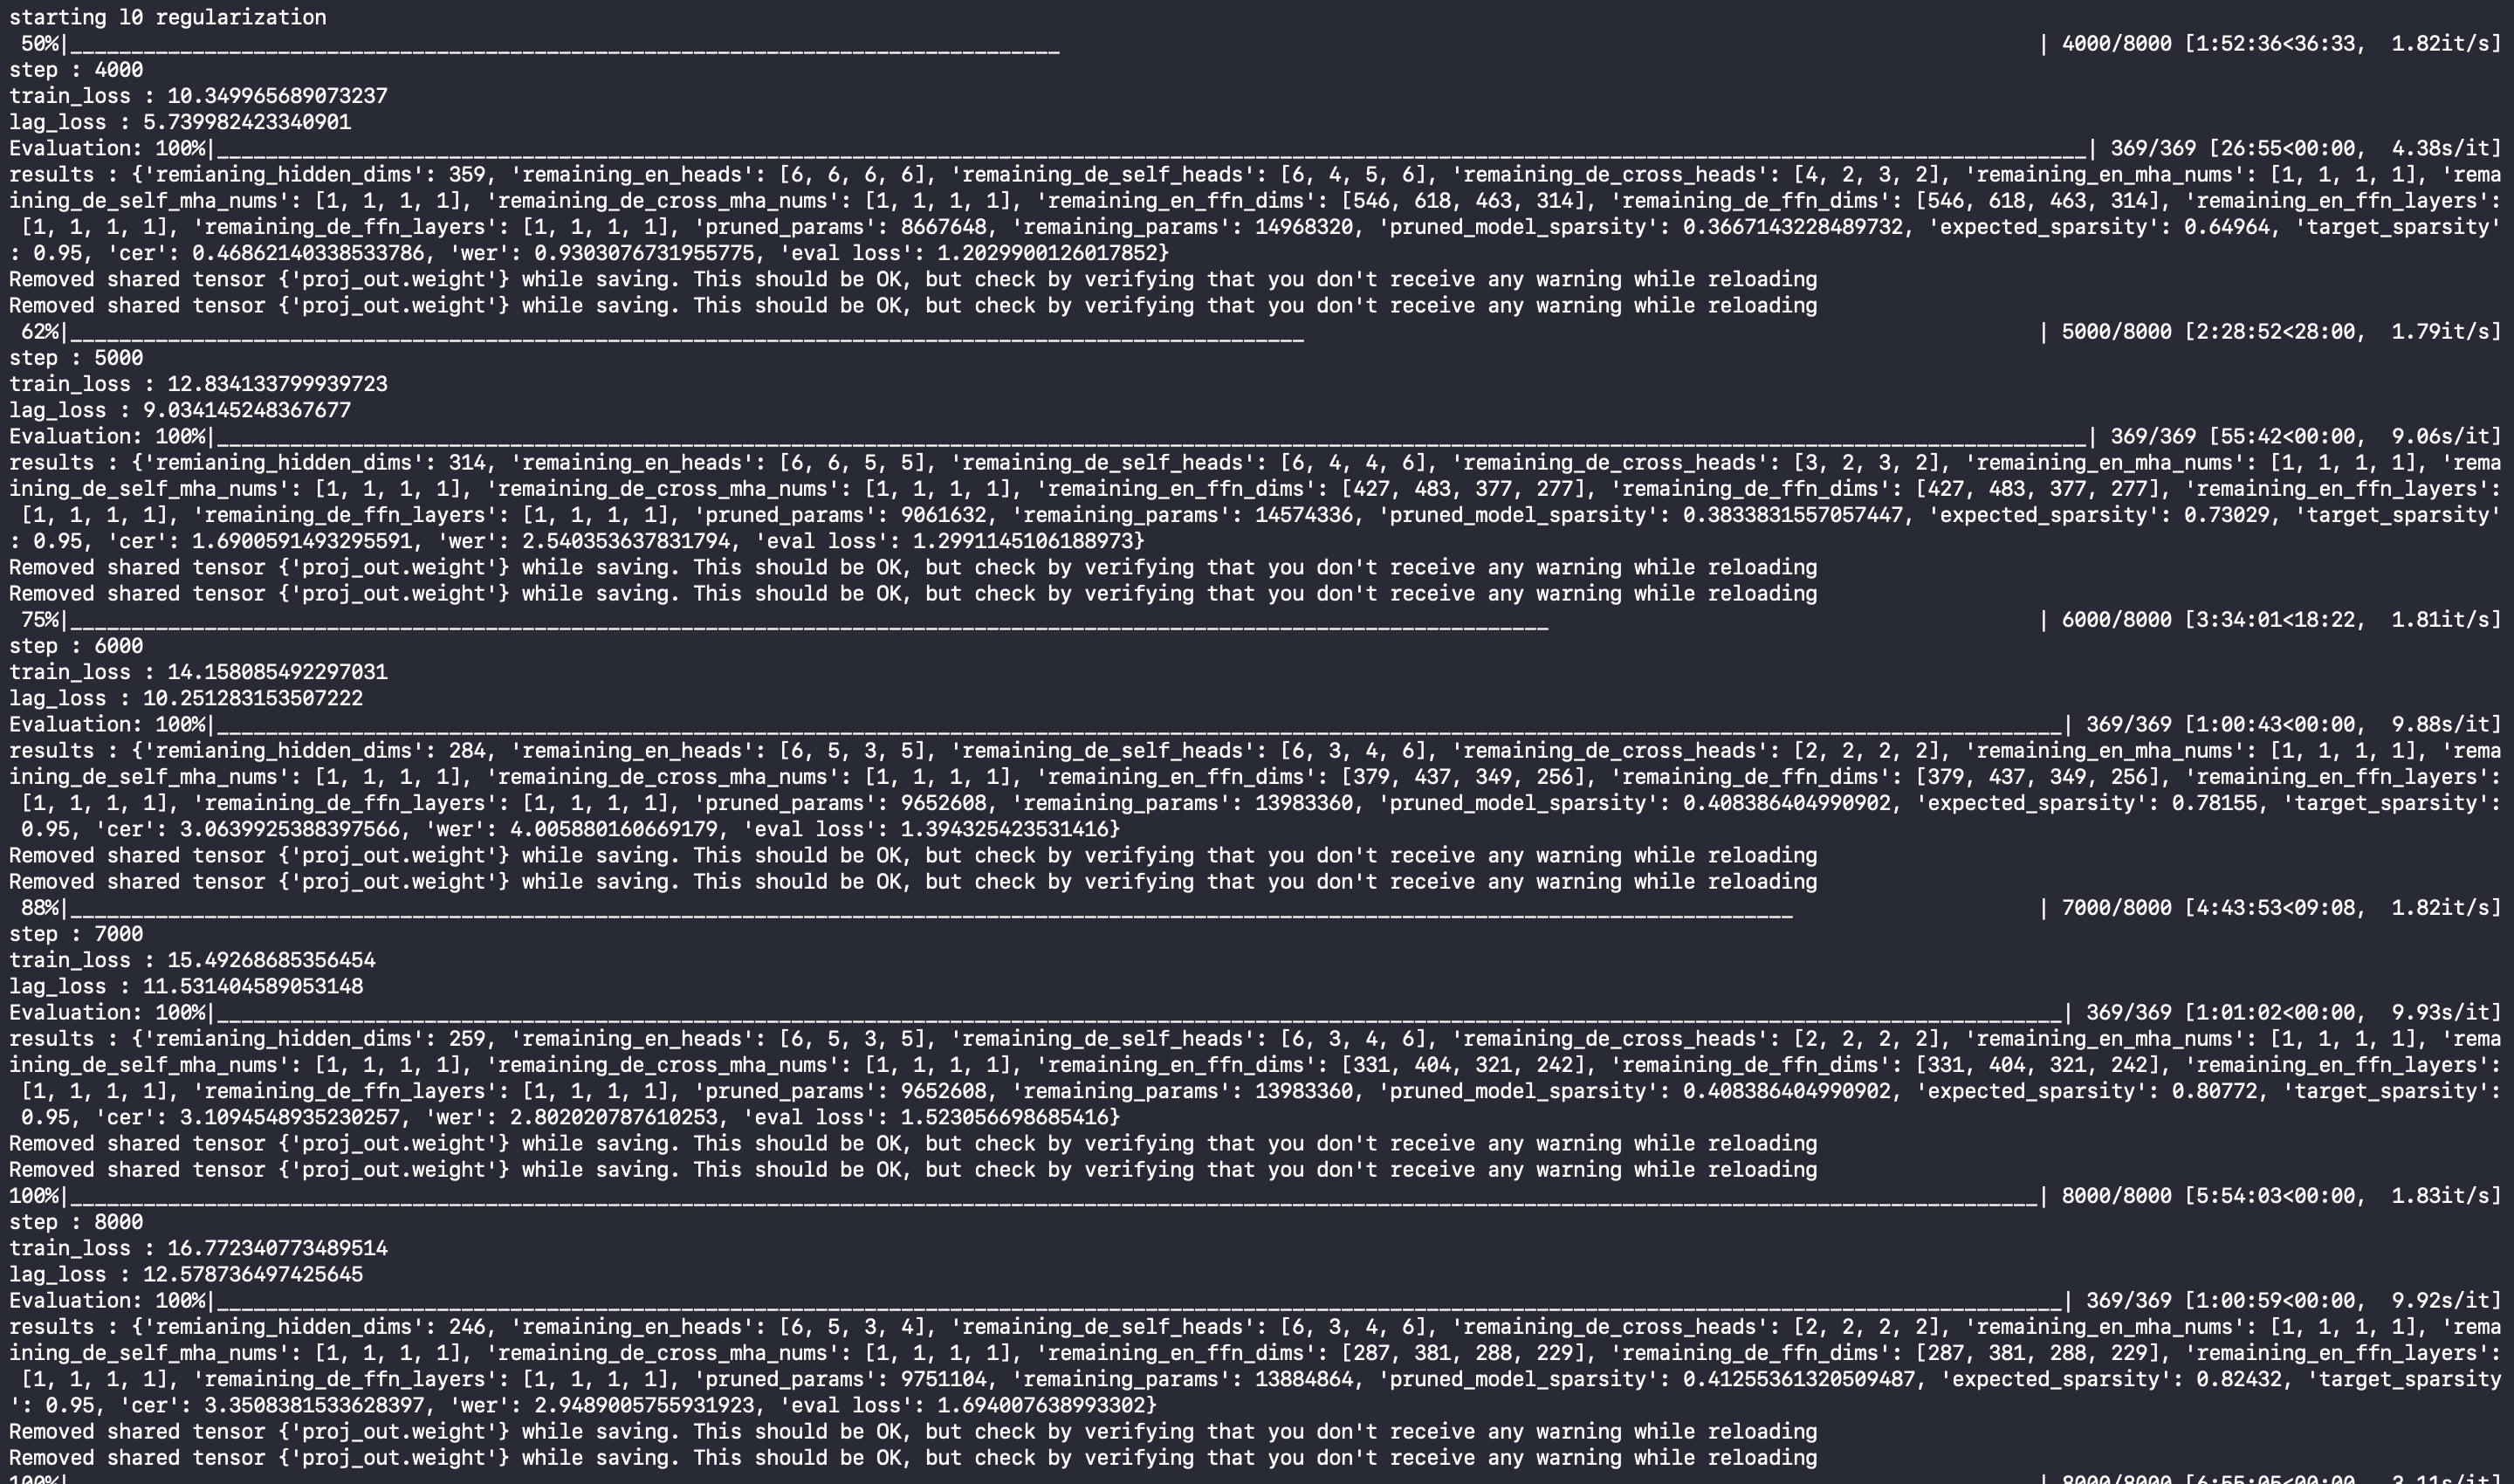 starting l0 regularization
50%| | 4000/8000 [1:52:36<36:33, 1.82it/s]
step : 4000
train_loss : 10.349965689073237
lag_loss : 5.739982423340901
Evaluation: 100%| | 369/369 [26:55<00:00, 4.38s/it]
results : {'remianing_hidden_dims': 359, 'remaining_en_heads': [6, 6, 6, 6], 'remaining_de_self_heads': [6, 4, 5, 6], 'remaining_de_cross_heads': [4, 2, 3, 2], 'remaining_en_mha_nums': [1, 1, 1, 1], 'rema
ining_de_self_mha_nums': [1, 1, 1, 1], 'remaining_de_cross_mha_nums': [1, 1, 1, 1], 'remaining_en_ffn_dims': [546, 618, 463, 314], 'remaining_de_ffn_dims': [546, 618, 463, 314], 'remaining_en_ffn_layers':
[1, 1, 1, 1], 'remaining_de_ffn_layers': [1, 1, 1, 1], 'pruned_params': 8667648, 'remaining_params': 14968320, 'pruned_model_sparsity': 0.3667143228489732, 'expected_sparsity': 0.64964, 'target_sparsity'
: 0.95, 'cer': 0.46862140338533786, 'wer': 0.9303076731955775, 'eval loss': 1.2029900126017852}
Removed shared tensor {'proj_out.weight'} while saving. This should be OK, but check by verifying that you don't receive any warning while reloading
Removed shared tensor {'proj_out.weight'} while saving. This should be OK, but check by verifying that you don't receive any warning while reloading
62%| | 5000/8000 [2:28:52<28:00, 1.79it/s]
step : 5000
train_loss : 12.834133799939723
lag_loss : 9.034145248367677
Evaluation: 100%| | 369/369 [55:42<00:00, 9.06s/it]
results : {'remianing_hidden_dims': 314, 'remaining_en_heads': [6, 6, 5, 5], 'remaining_de_self_heads': [6, 4, 4, 6], 'remaining_de_cross_heads': [3, 2, 3, 2], 'remaining_en_mha_nums': [1, 1, 1, 1], 'rema
ining_de_self_mha_nums': [1, 1, 1, 1], 'remaining_de_cross_mha_nums': [1, 1, 1, 1], 'remaining_en_ffn_dims': [427, 483, 377, 277], 'remaining_de_ffn_dims': [427, 483, 377, 277], 'remaining_en_ffn_layers':
[1, 1, 1, 1], 'remaining_de_ffn_layers': [1, 1, 1, 1], 'pruned_params': 9061632, 'remaining_params': 14574336, 'pruned_model_sparsity': 0.3833831557057447, 'expected_sparsity': 0.73029, 'target_sparsity'
: 0.95, 'cer': 1.6900591493295591, 'wer': 2.540353637831794, 'eval loss': 1.2991145106188973}
Removed shared tensor {'proj_out.weight'} while saving. This should be OK, but check by verifying that you don't receive any warning while reloading
Removed shared tensor {'proj_out.weight'} while saving. This should be OK, but check by verifying that you don't receive any warning while reloading
75%| | 6000/8000 [3:34:01<18:22, 1.81it/s]
step : 6000
train_loss : 14.158085492297031
lag_loss : 10.251283153507222
Evaluation: 100%| | 369/369 [1:00:43<00:00, 9.88s/it]
results : {'remianing_hidden_dims': 284, 'remaining_en_heads': [6, 5, 3, 5], 'remaining_de_self_heads': [6, 3, 4, 6], 'remaining_de_cross_heads': [2, 2, 2, 2], 'remaining_en_mha_nums': [1, 1, 1, 1], 'rema
ining_de_self_mha_nums': [1, 1, 1, 1], 'remaining_de_cross_mha_nums': [1, 1, 1, 1], 'remaining_en_ffn_dims': [379, 437, 349, 256], 'remaining_de_ffn_dims': [379, 437, 349, 256], 'remaining_en_ffn_layers':
[1, 1, 1, 1], 'remaining_de_ffn_layers': [1, 1, 1, 1], 'pruned_params': 9652608, 'remaining_params': 13983360, 'pruned_model_sparsity': 0.408386404990902, 'expected_sparsity': 0.78155, 'target_sparsity':
0.95, 'cer': 3.0639925388397566, 'wer': 4.005880160669179, 'eval loss': 1.394325423531416}
Removed shared tensor {'proj_out.weight'} while saving. This should be OK, but check by verifying that you don't receive any warning while reloading
Removed shared tensor {'proj_out.weight'} while saving. This should be OK, but check by verifying that you don't receive any warning while reloading
88%| | 7000/8000 [4:43:53<09:08, 1.82it/s]
step : 7000
train_loss : 15.49268685356454
lag_loss : 11.531404589053148
Evaluation: 100%| | 369/369 [1:01:02<00:00, 9.93s/it]
results : {'remianing_hidden_dims': 259, 'remaining_en_heads': [6, 5, 3, 5], 'remaining_de_self_heads': [6, 3, 4, 6], 'remaining_de_cross_heads': [2, 2, 2, 2], 'remaining_en_mha_nums': [1, 1, 1, 1], 'rema
ining_de_self_mha_nums': [1, 1, 1, 1], 'remaining_de_cross_mha_nums': [1, 1, 1, 1], 'remaining_en_ffn_dims': [331, 404, 321, 242], 'remaining_de_ffn_dims': [331, 404, 321, 242], 'remaining_en_ffn_layers':
[1, 1, 1, 1], 'remaining_de_ffn_layers': [1, 1, 1, 1], 'pruned_params': 9652608, 'remaining_params': 13983360, 'pruned_model_sparsity': 0.408386404990902, 'expected_sparsity': 0.80772, 'target_sparsity':
0.95, 'cer': 3.1094548935230257, 'wer': 2.802020787610253, 'eval loss': 1.523056698685416}
Removed shared tensor {'proj_out.weight'} while saving. This should be OK, but check by verifying that you don't receive any warning while reloading
Removed shared tensor {'proj_out.weight'} while saving. This should be OK, but check by verifying that you don't receive any warning while reloading
100%| | 8000/8000 [5:54:03<00:00, 1.83it/s]
step : 8000
train_loss : 16.772340773489514
lag_loss : 12.578736497425645
Evaluation: 100%| | 369/369 [1:00:59<00:00, 9.92s/it]
results : {'remianing_hidden_dims': 246, 'remaining_en_heads': [6, 5, 3, 4], 'remaining_de_self_heads': [6, 3, 4, 6], 'remaining_de_cross_heads': [2, 2, 2, 2], 'remaining_en_mha_nums': [1, 1, 1, 1], 'rema
ining_de_self_mha_nums': [1, 1, 1, 1], 'remaining_de_cross_mha_nums': [1, 1, 1, 1], 'remaining_en_ffn_dims': [287, 381, 288, 229], 'remaining_de_ffn_dims': [287, 381, 288, 229], 'remaining_en_ffn_layers':
[1, 1, 1, 1], 'remaining_de_ffn_layers': [1, 1, 1, 1], 'pruned_params': 9751104, 'remaining_params': 13884864, 'pruned_model_sparsity': 0.41255361320509487, 'expected_sparsity': 0.82432, 'target_sparsity
': 0.95, 'cer': 3.3508381533628397, 'wer': 2.9489005755931923, 'eval loss': 1.694007638993302}
Removed shared tensor {'proj_out.weight'} while saving. This should be OK, but check by verifying that you don't receive any warning while reloading
Removed shared tensor {'proj_out.weight'} while saving. This should be OK, but check by verifying that you don't receive any warning while reloading
100%| | 8000/8000 [6:55:05<00:00, 3.11s/it]